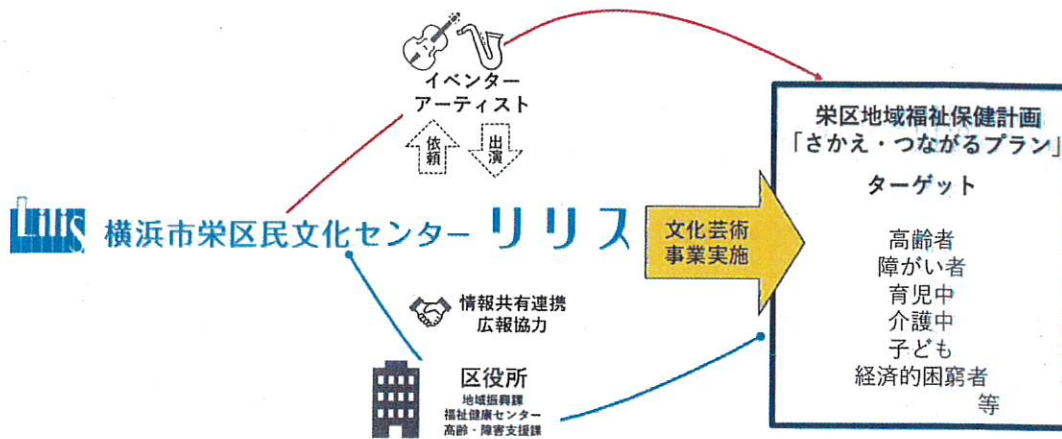 イベンター
アーティスト
依頼
出演
Lilis
横浜市栄区民文化センター リリス
文化芸術
事業実施
情報共有連携
広報協力
区役所
地域振興課
福祉健康センター
高齢・障害支援課
栄区地域福祉保健計画
「さかえ・つながるプラン」
ターゲット
高齢者
障がい者
育児中
介護中
子ども
経済的困窮者
等